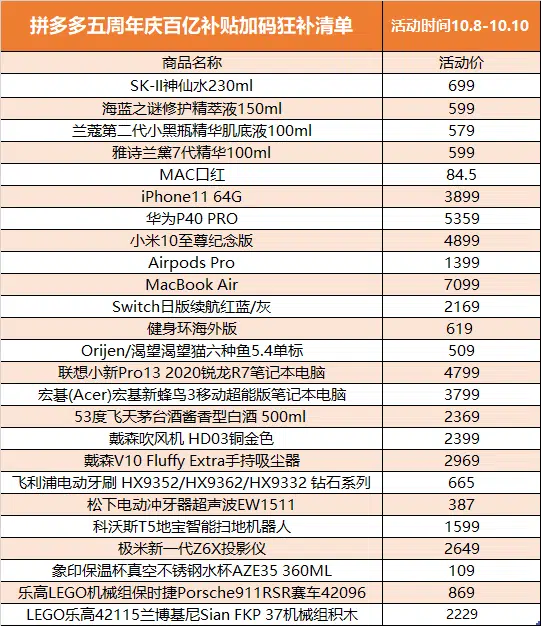 拼多多五周年庆百亿补贴加码狂补清单 活动时间10.8-10.10
商品名称 活动价
SK-II神仙水230ml 699
海蓝之谜修护精萃液150ml 599
兰蔻第二代小黑瓶精华肌底液100ml 579
雅诗兰黛7代精华100ml 599
MAC口红 84.5
iPhone11 64G 3899
华为P40 PRO 5359
小米10至尊纪念版 4899
Airpods Pro 1399
MacBook Air 7099
Switch日版续航红蓝/灰 2169
健身环海外版 619
Orijen/渴望渴望猫六种鱼5.4单标 509
联想小新Pro13 2020锐龙R7笔记本电脑 4799
宏碁(Acer)宏碁新蜂鸟3移动超能版笔记本电脑 3799
53度飞天茅台酒酱香型白酒 500ml 2369
戴森吹风机 HD03铜金色 2399
戴森V10 Fluffy Extra手持吸尘器 2969
飞利浦电动牙刷 HX9352/HX9362/HX9332 钻石系列 665
松下电动冲牙器超声波EW1511 387
科沃斯T5地宝智能扫地机器人 1599
极米新一代Z6X投影仪 2649
象印保温杯真空不锈钢水杯AZE35 360ML 109
乐高LEGO机械组保时捷Porsche911RSR赛车42096 869
LEGO乐高42115兰博基尼Sian FKP 37机械组积木 2229